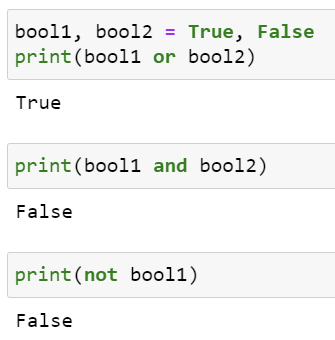 bool1, bool2 = True, False
print(bool1 or bool2)
True
print(bool1 and bool2)
False
print(not bool1)
False